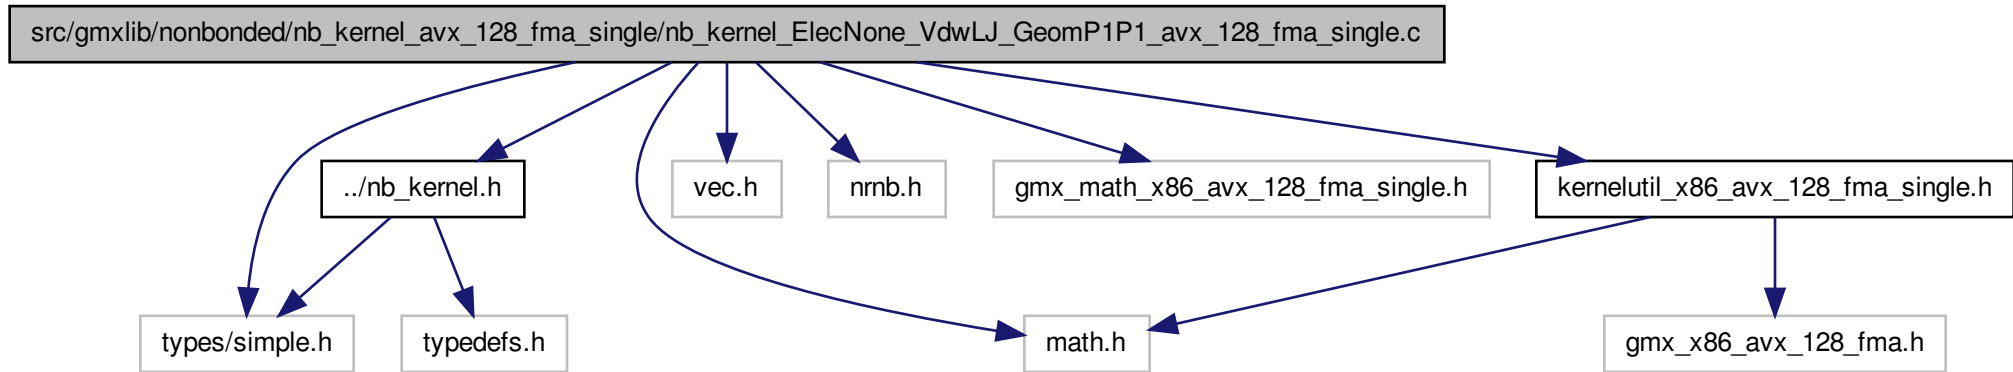 src/gmxlib/nonbonded/nb_kernel_avx_128_fma_single/nb_kernel_ElecNone_VdwLJ_GeomP1P1_avx_128_fma_single.c
../nb_kernel.h
vec.h
nrnb.h
gmx_math_x86_avx_128_fma_single.h
kernelutil_x86_avx_128_fma_single.h
types/simple.h
typedefs.h
math.h
gmx_x86_avx_128_fma.h